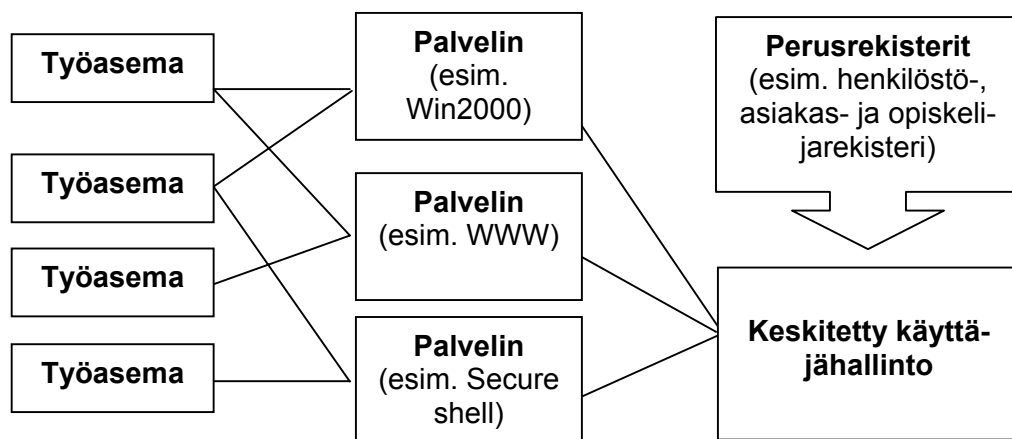 Työasema
Työasema
Työasema
Työasema
Palvelin
(esim.
Win2000)
Palvelin
(esim. WWW)
Palvelin
(esim. Secure
shell)
Perusrekisterit
(esim. henkilöstö-,
asiakas- ja opiskeli-
jarekisteri)
Keskitetty käyttä-
jähallinto